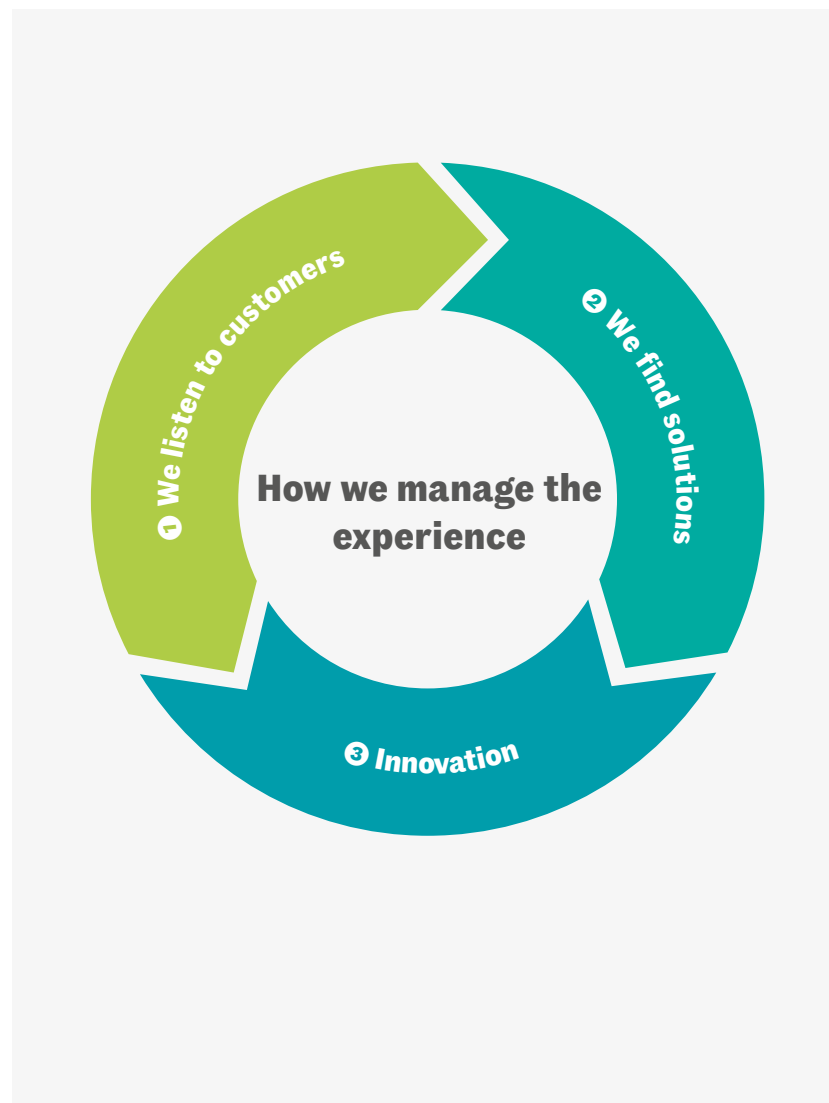 How we manage the
experience
❶ We listen to customers
❷ We find solutions
❸ Innovation